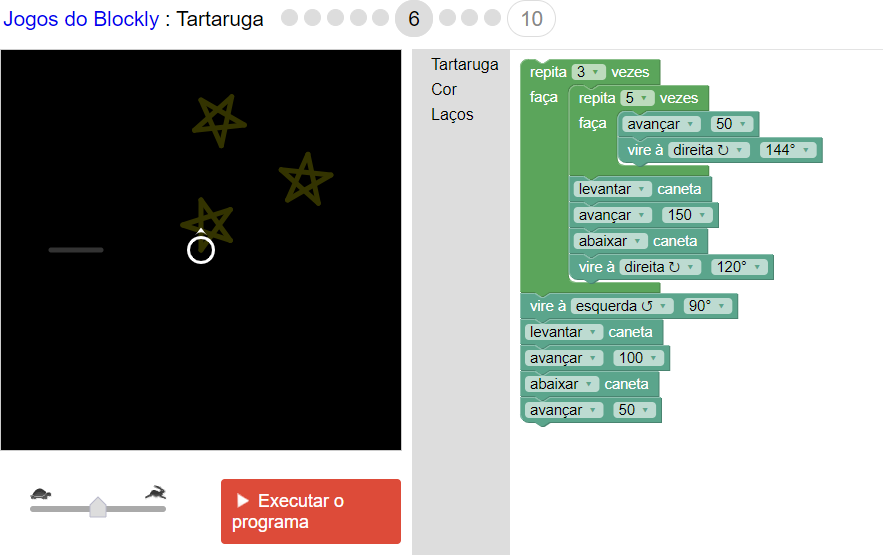 Jogos do Blockly : Tartaruga 6 10
Tartaruga
Cor
Laços
repita 3 vezes
faça repita 5 vezes
faça avançar 50
vire à direita ↻ 144°
levantar caneta
avançar 150
abaixar caneta
vire à direita ↻ 120°
vire à esquerda ↺ 90°
levantar caneta
avançar 100
abaixar caneta
avançar 50
Executar o
programa